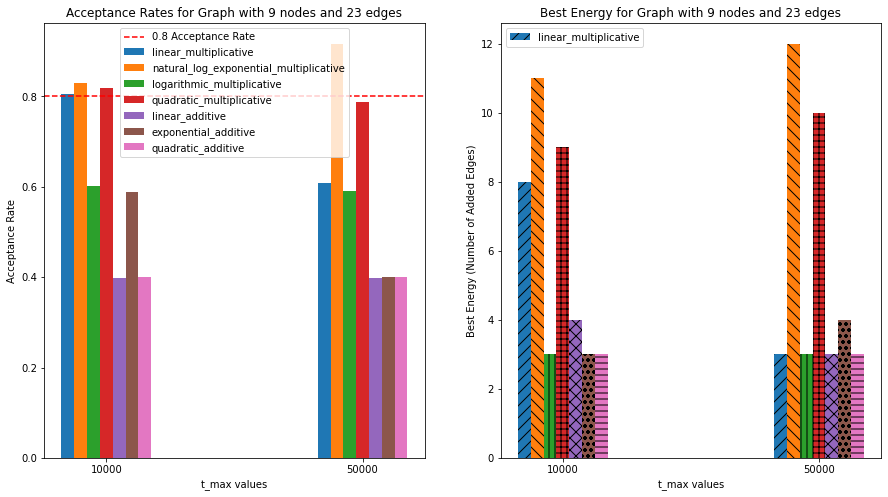 Acceptance Rates for Graph with 9 nodes and 23 edges
0.8 Acceptance Rate
linear_multiplicative
natural_log_exponential_multiplicative
logarithmic_multiplicative
quadratic_multiplicative
linear_additive
exponential_additive
quadratic_additive
Acceptance Rate
0.8
0.6
0.4
0.2
0.0
10000
50000
t_max values
Best Energy for Graph with 9 nodes and 23 edges
linear_multiplicative
Best Energy (Number of Added Edges)
12
10
8
6
4
2
0
10000
50000
t_max values